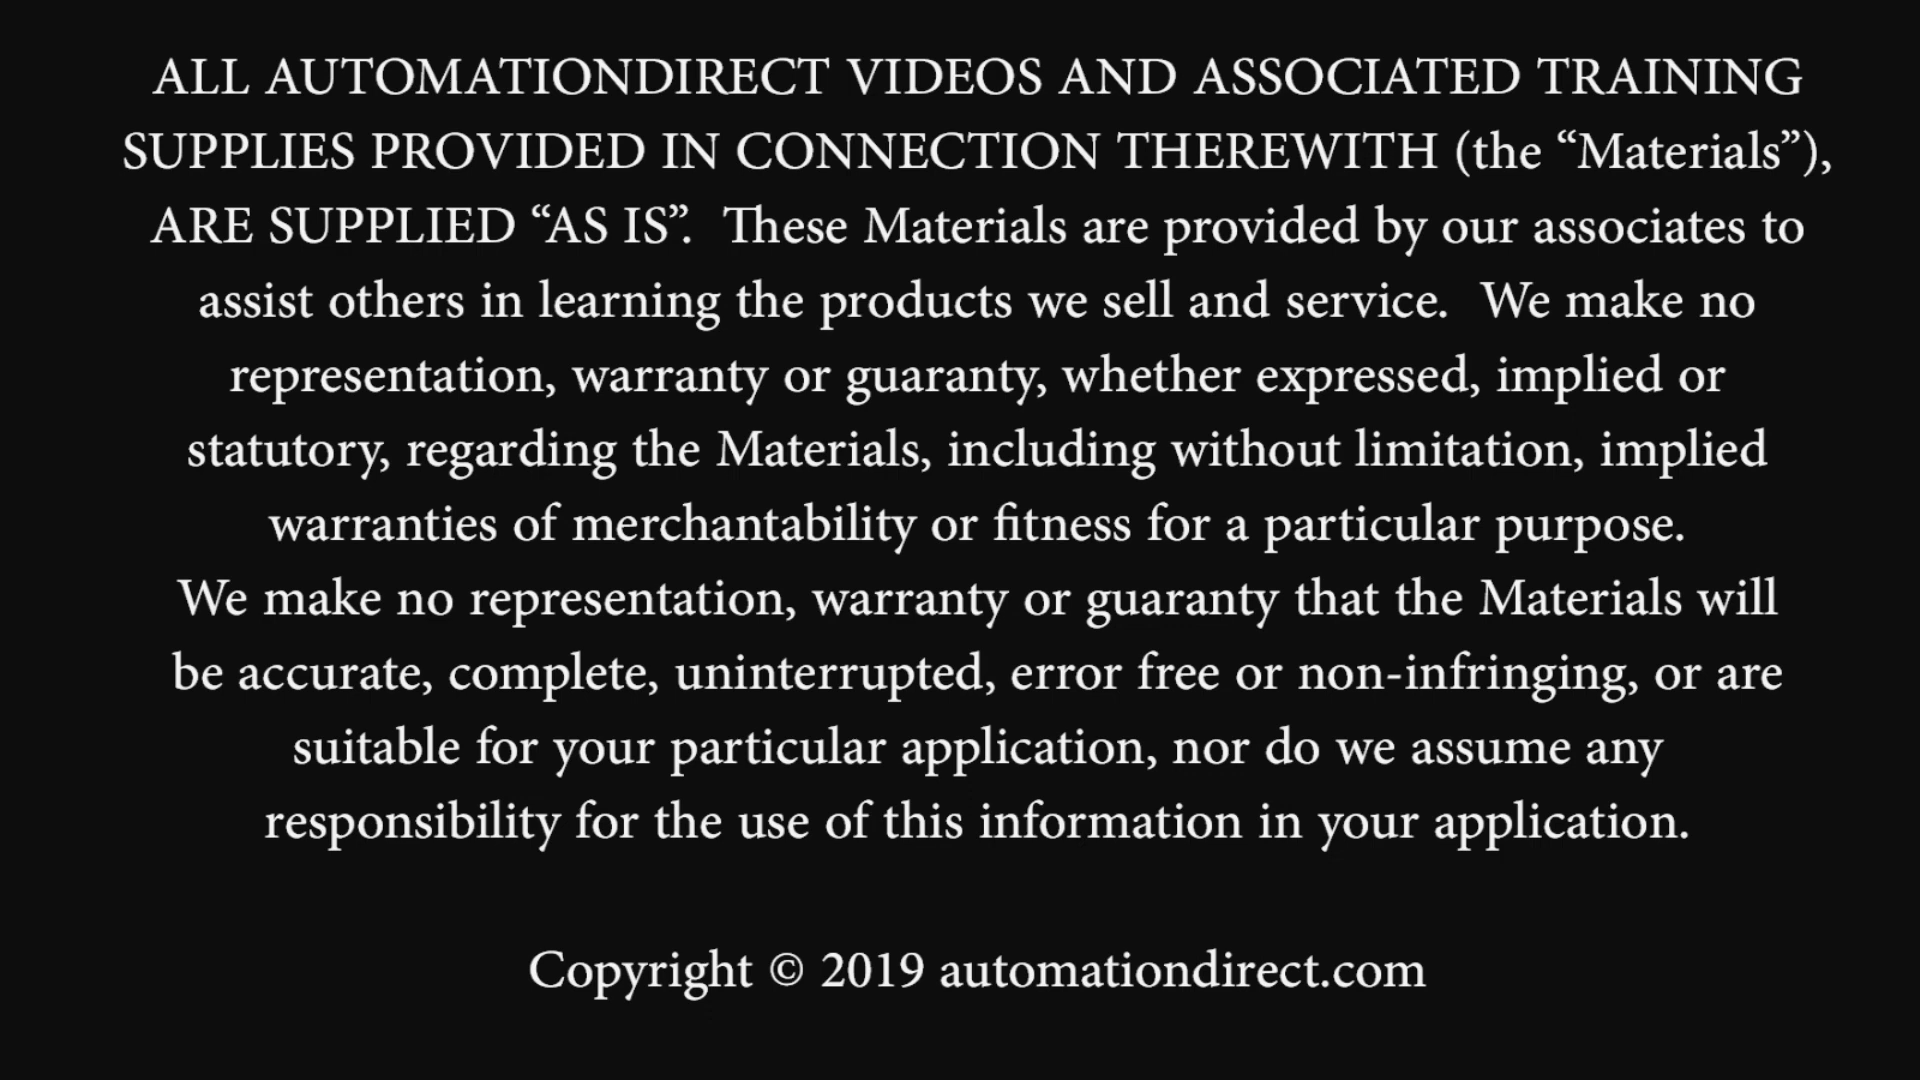 ALL AUTOMATIONDIRECT VIDEOS AND ASSOCIATED TRAINING
SUPPLIES PROVIDED IN CONNECTION THEREWITH (the “Materials”),
ARE SUPPLIED “AS IS”.  These Materials are provided by our associates to
assist others in learning the products we sell and service.  We make no
representation, warranty or guaranty, whether expressed, implied or
statutory, regarding the Materials, including without limitation, implied
warranties of merchantability or fitness for a particular purpose.
We make no representation, warranty or guaranty that the Materials will
be accurate, complete, uninterrupted, error free or non-infringing, or are
suitable for your particular application, nor do we assume any
responsibility for the use of this information in your application.
Copyright © 2019 automationdirect.com